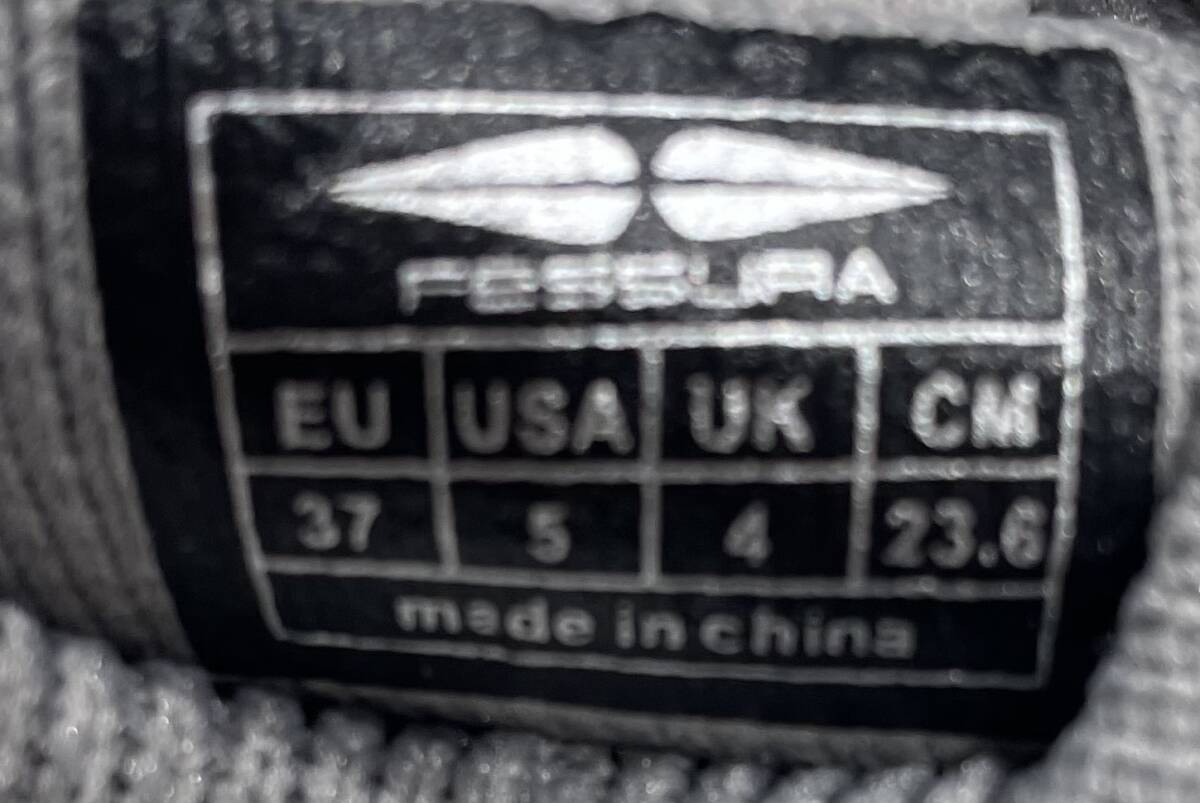 FESSURA
EU USA UK CM
37 5 4 23.6
made in china